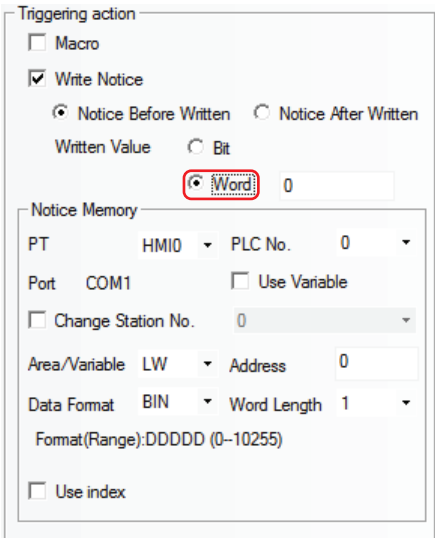 Triggering action
Macro
Write Notice
Notice Before Written Notice After Written
Written Value Bit
Word 0
Notice Memory
PT HMI0 PLC No. 0
Port COM1 Use Variable
Change Station No. 0
Area/Variable LW Address 0
Data Format BIN Word Length 1
Format(Range):DDDDD (0--10255)
Use index